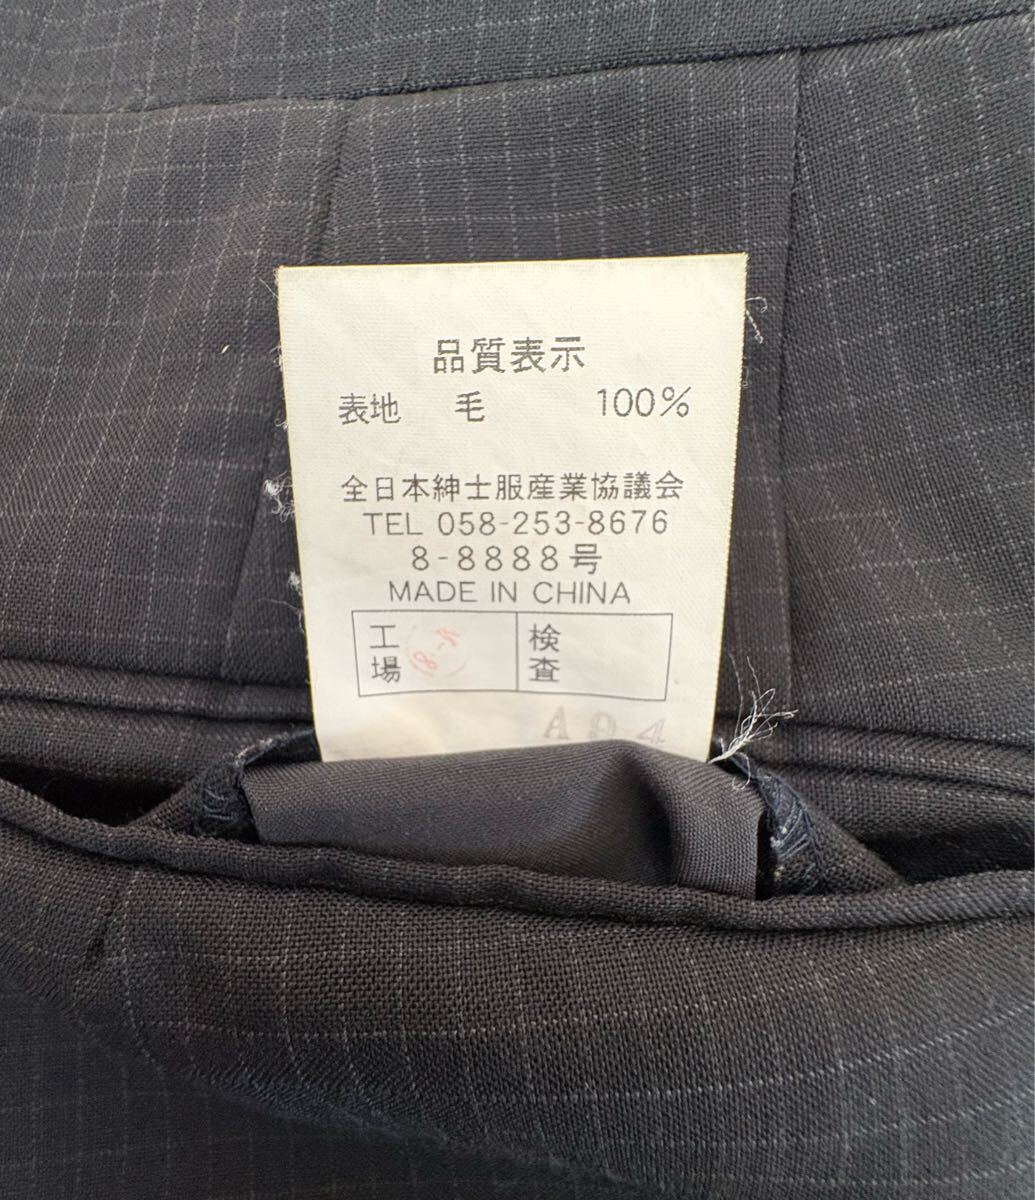 品質表示
表地 毛 100%
全日本紳士服産業協議会
TEL 058-253-8676
8-8888号
MADE IN CHINA
工場 検査
A94